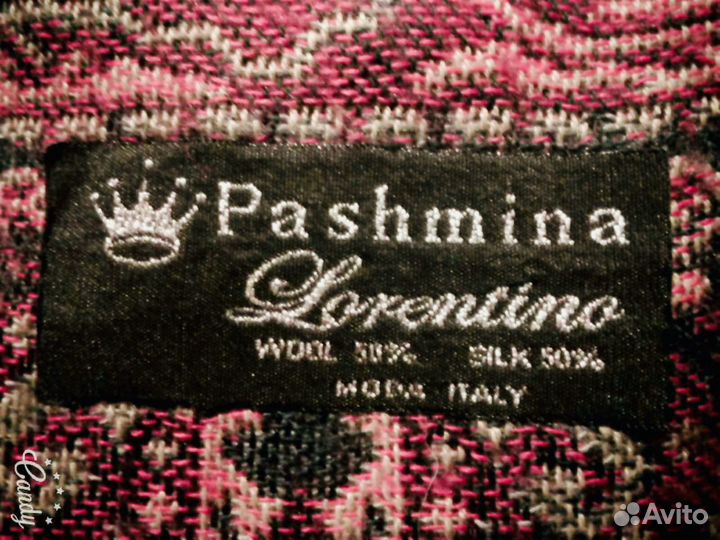 Pashmina
Lorentino
WOOL 50% SILK 50%
MODA ITALY
Candy
Avito